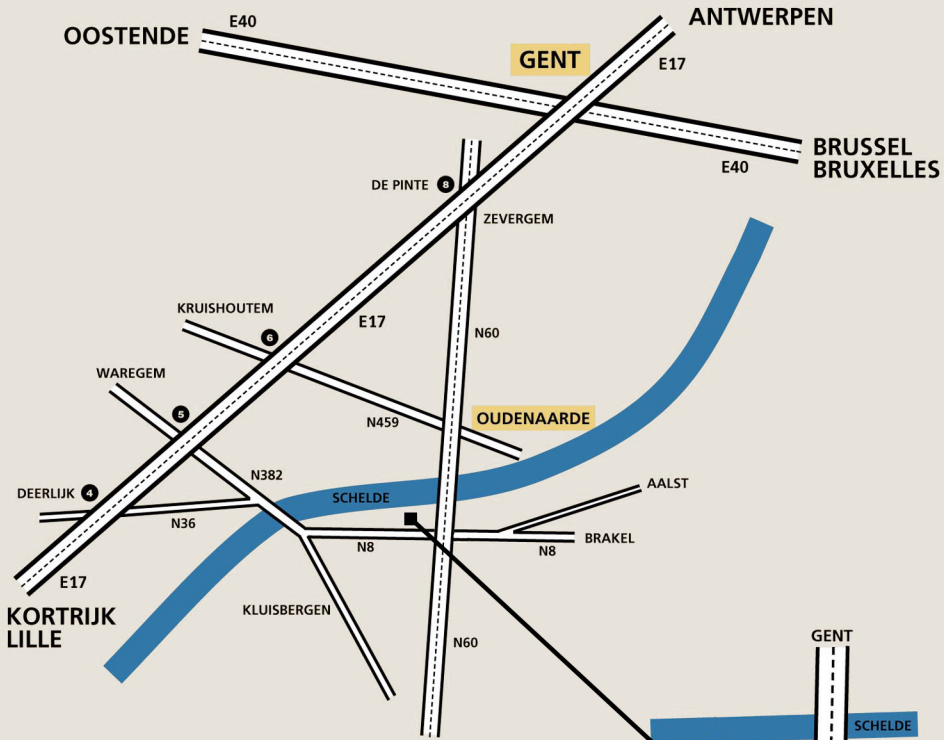 ANTWERPEN
E40
OOSTENDE
GENT
E17
BRUSSEL
BRUXELLES
E40
DE PINTE 8
ZEVERGEM
KRUISHOUTEM
E17
6
N60
WAREGEM
5
N459
OUDENAARDE
N382
DEERLIJK 4
SCHELDE
AALST
N36
N8
N8
BRAKEL
E17
KLUISBERGEN
KORTRIJK
LILLE
N60
GENT
SCHELDE